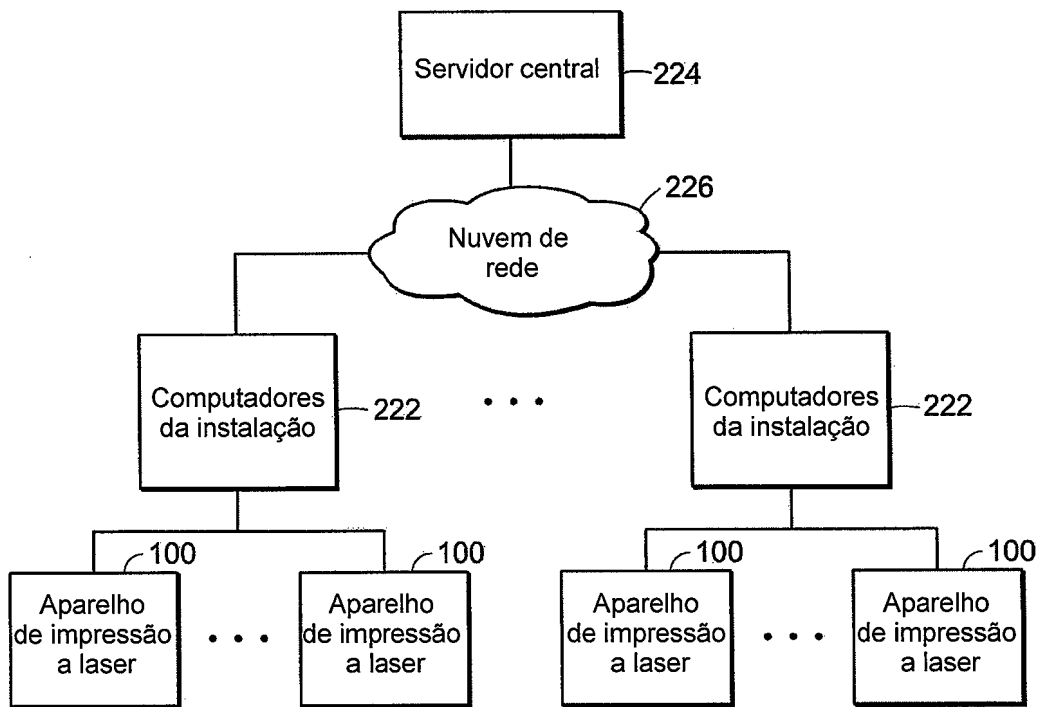 Servidor central
224
226
Nuvem de
rede
Computadores
da instalação
222
Computadores
da instalação
222
100
100
100
100
Aparelho
de impressão
a laser
Aparelho
de impressão
a laser
Aparelho
de impressão
a laser
Aparelho
de impressão
a laser